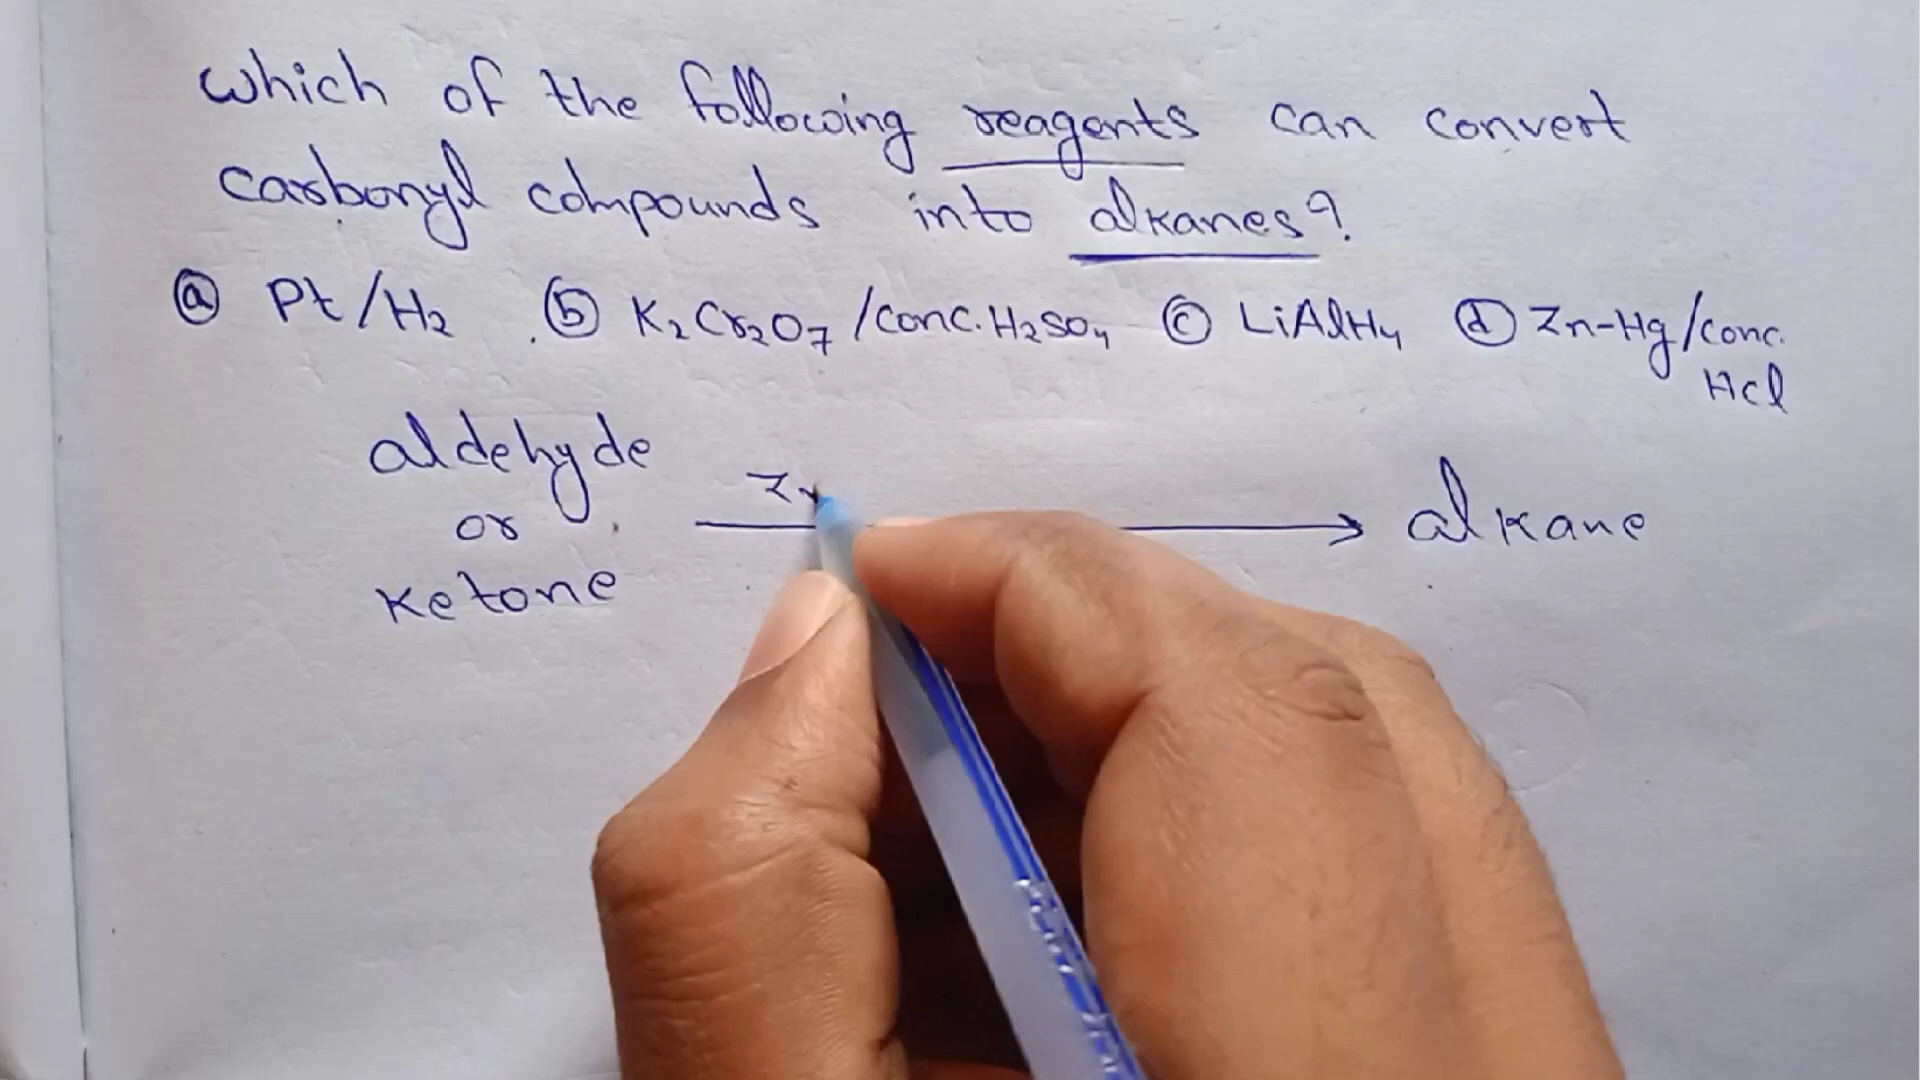 Which of the following reagents can convert
carbonyl compounds into alkanes?
(a) Pt/H2 (b) K2Cr2O7/conc.H2SO4 (c) LiAlH4 (d) Zn-Hg/conc.
HCl
aldehyde
or
ketone
Zn
alkane